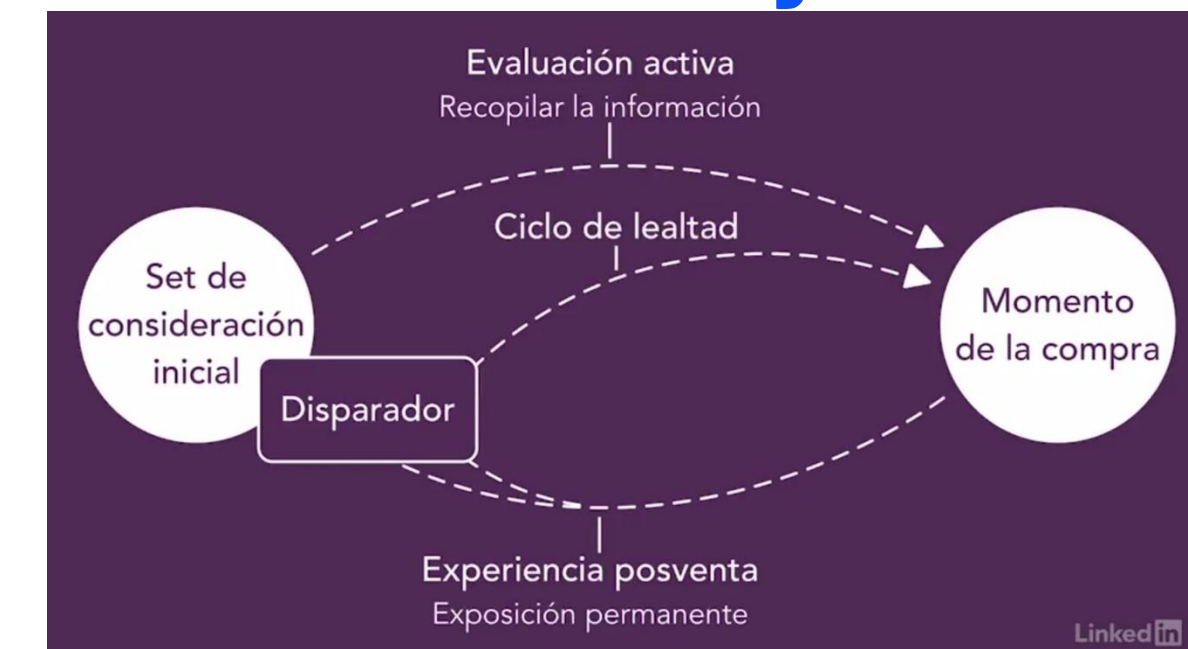 Evaluación activa
Recopilar la información
Ciclo de lealtad
Set de
consideración
inicial
Disparador
Momento
de la compra
Experiencia posventa
Exposición permanente
Linked in